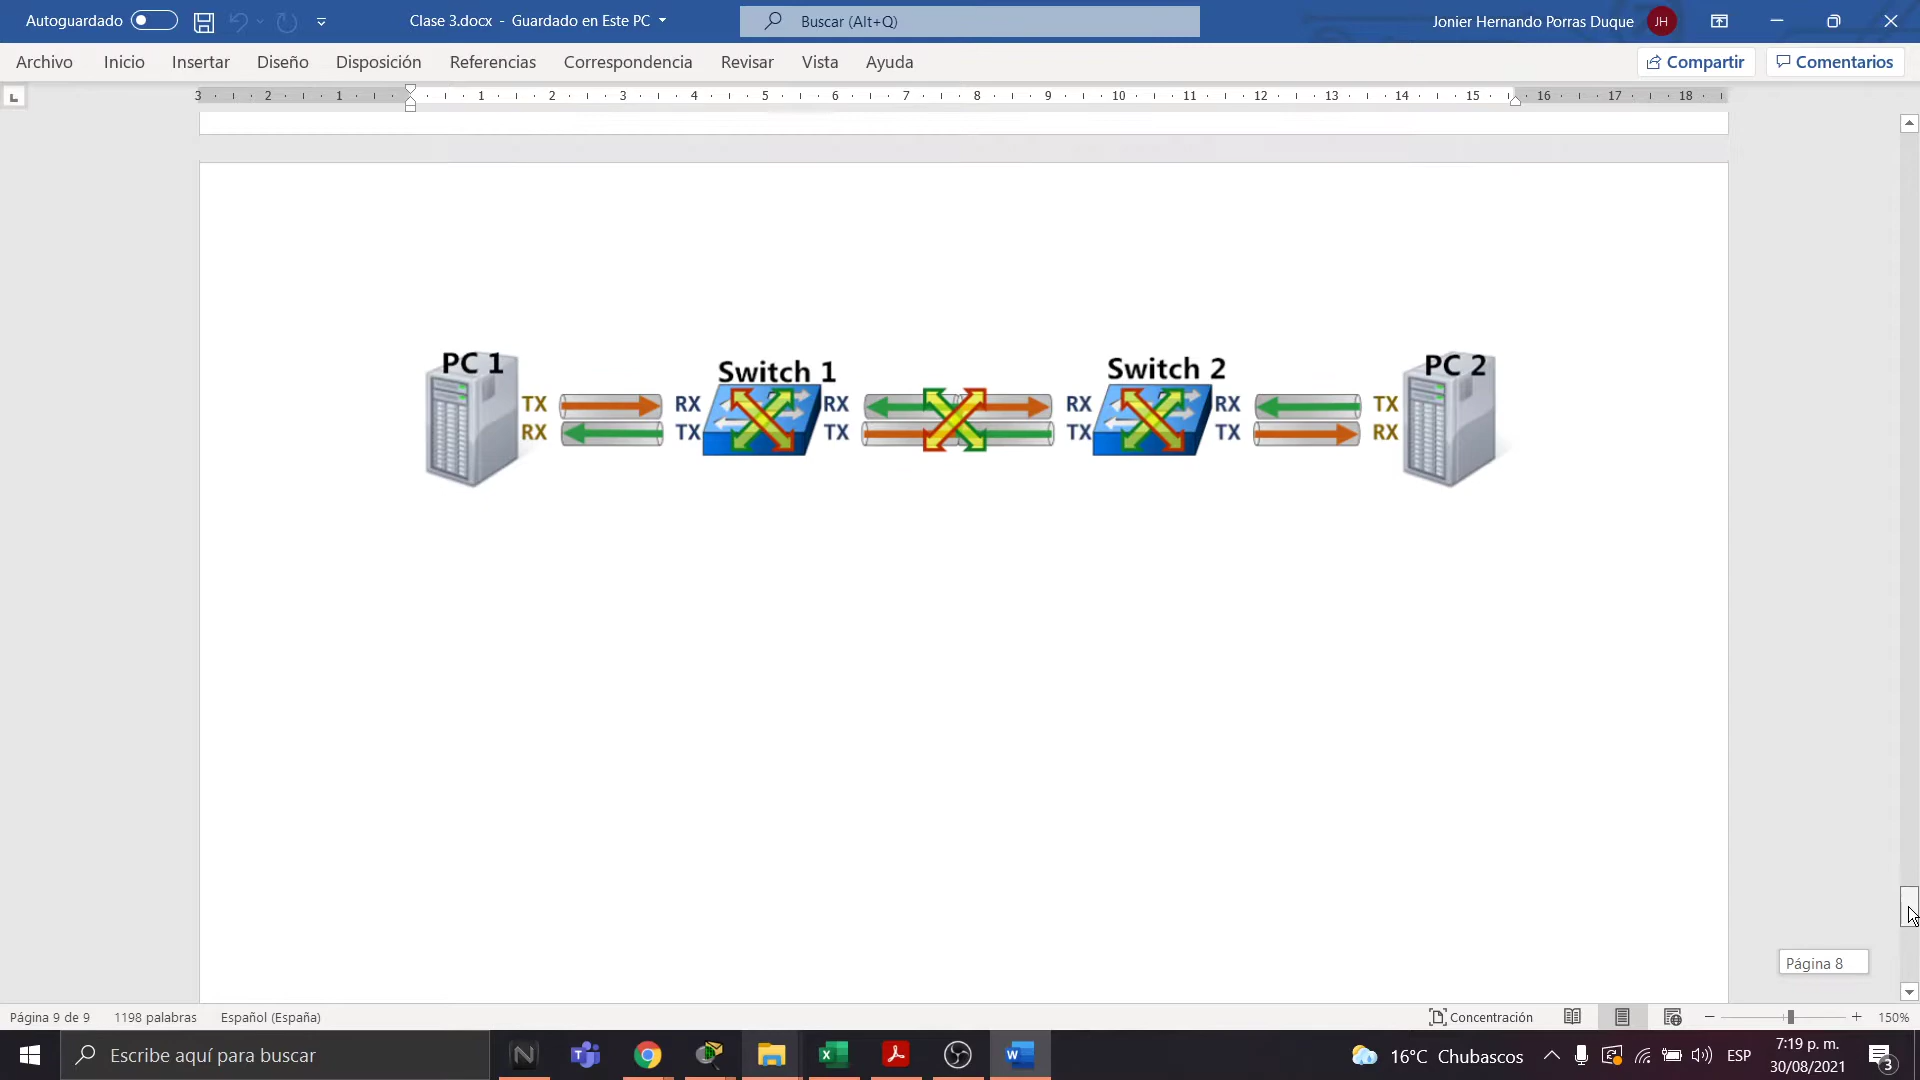 Autoguardado
Clase 3.docx - Guardado en Este PC
Buscar (Alt+Q)
Jonier Hernando Porras Duque JH
Archivo Inicio Insertar Diseño Disposición Referencias Correspondencia Revisar Vista Ayuda Compartir Comentarios
3 2 1 1 2 3 4 5 6 7 8 9 10 11 12 13 14 15 16 17 18
PC 1 Switch 1 Switch 2 PC 2
TX RX RX RX RX TX
RX TX TX TX TX RX
Página 8
Página 9 de 9 1198 palabras Español (España) Concentración 150%
Escribe aquí para buscar
16°C Chubascos
ESP
7:19 p. m.
30/08/2021
3